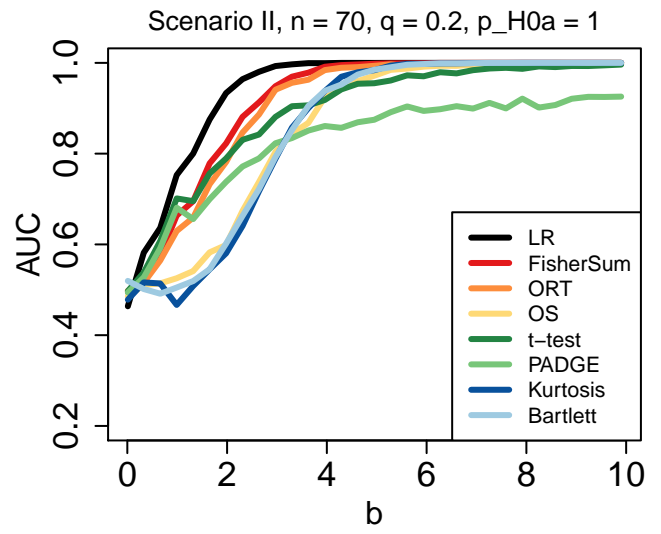 Scenario II, n = 70, q = 0.2, p_H0a = 1
AUC
1.0
0.8
0.6
0.4
0.2
LR
FisherSum
ORT
OS
t−test
PADGE
Kurtosis
Bartlett
0 2 4 6 8 10
b